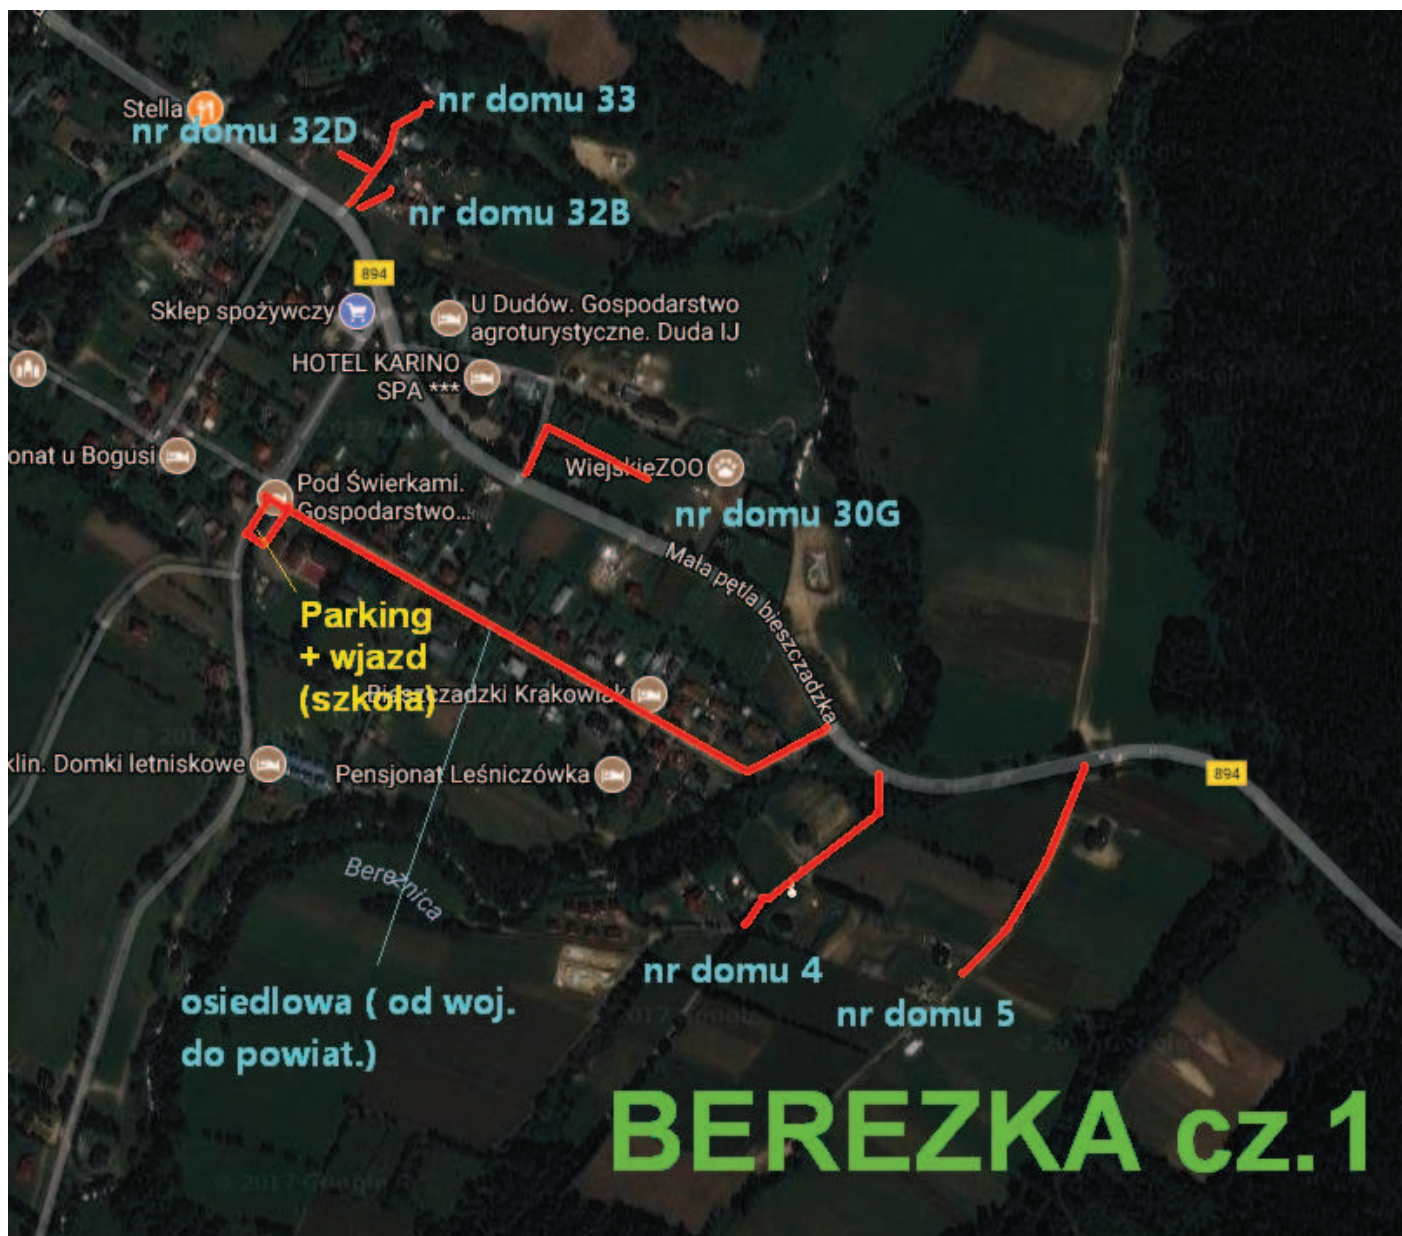 nr domu 33
Stella
nr domu 32D
nr domu 32B
894
Sklep spożywczy
U Dudów. Gospodarstwo
agroturystyczne. Duda IJ
HOTEL KARINO
SPA ***
onat u Bogusi
WiejskieZOO
Pod Świerkami.
Gospodarstwo...
nr domu 30G
Mała pętla bieszczadzka
Parking
+ wjazd
(szkoła)
Bieszczadzki Krakowiak
klin. Domki letniskowe
Pensjonat Leśniczówka
894
Bereźnica
nr domu 4
osiedlowa ( od woj.
do powiat.)
nr domu 5
BEREZKA cz.1
© 2017 Google